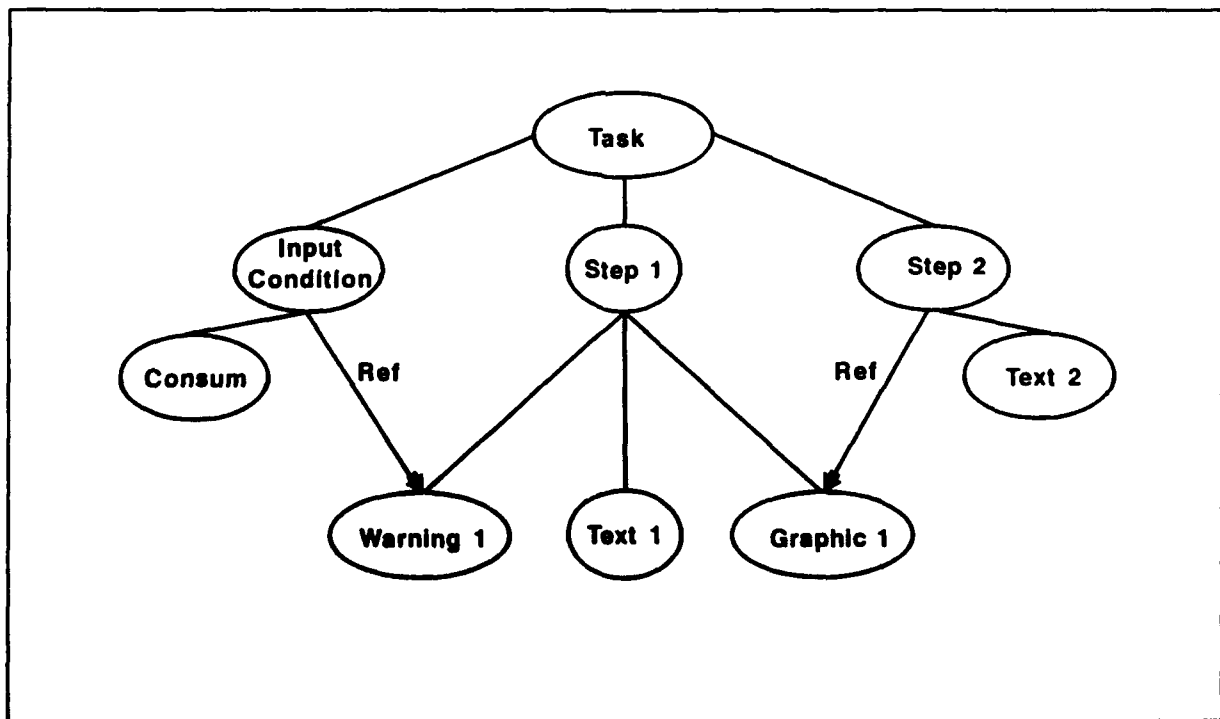 Task
Input
Condition
Step 1
Step 2
Consum
Ref
Ref
Text 2
Warning 1
Text 1
Graphic 1